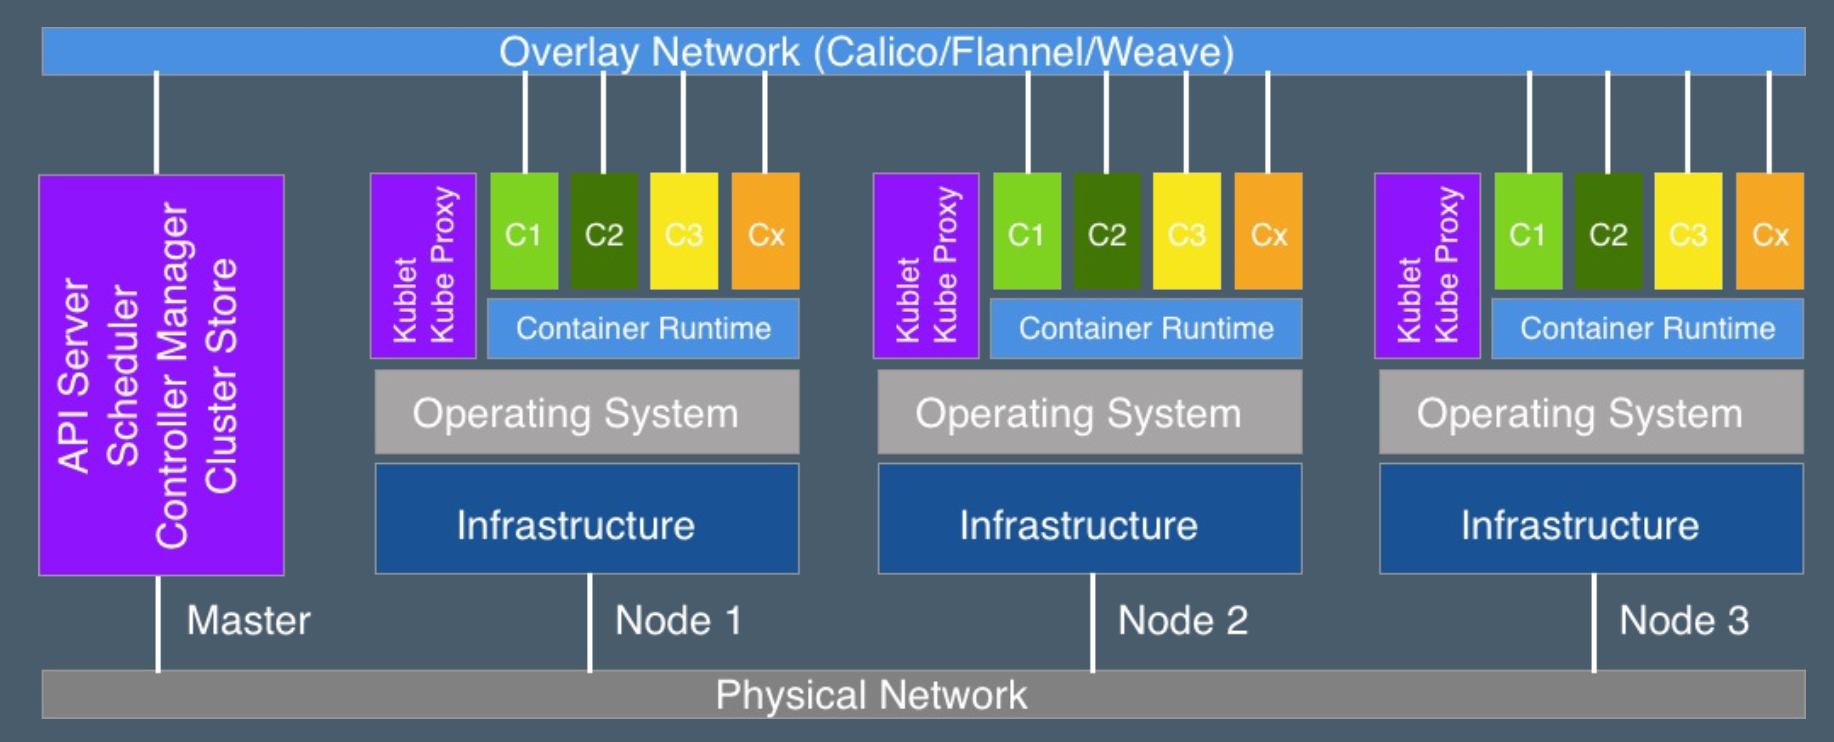 Overlay Network (Calico/Flannel/Weave)
API Server
Scheduler
Controller Manager
Cluster Store
Kublet
Kube Proxy
C1
C2
C3
Cx
Container Runtime
Operating System
Infrastructure
Kublet
Kube Proxy
C1
C2
C3
Cx
Container Runtime
Operating System
Infrastructure
Kublet
Kube Proxy
C1
C2
C3
Cx
Container Runtime
Operating System
Infrastructure
Master
Node 1
Node 2
Node 3
Physical Network